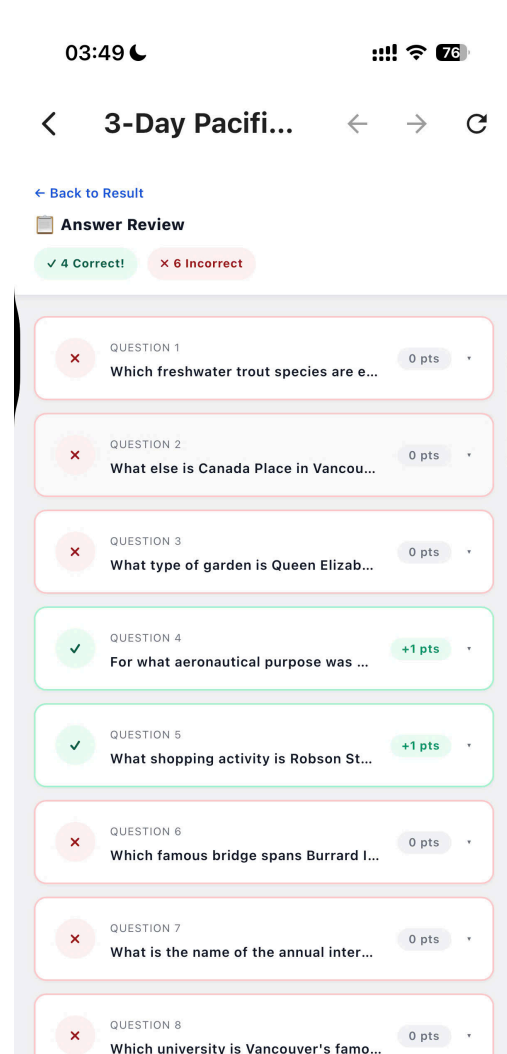 03:49
76
3-Day Pacifi...
← Back to Result
Answer Review
✓ 4 Correct!
✕ 6 Incorrect
QUESTION 1
Which freshwater trout species are e...
0 pts
QUESTION 2
What else is Canada Place in Vancou...
0 pts
QUESTION 3
What type of garden is Queen Elizab...
0 pts
QUESTION 4
For what aeronautical purpose was ...
+1 pts
QUESTION 5
What shopping activity is Robson St...
+1 pts
QUESTION 6
Which famous bridge spans Burrard I...
0 pts
QUESTION 7
What is the name of the annual inter...
0 pts
QUESTION 8
Which university is Vancouver's famo...
0 pts